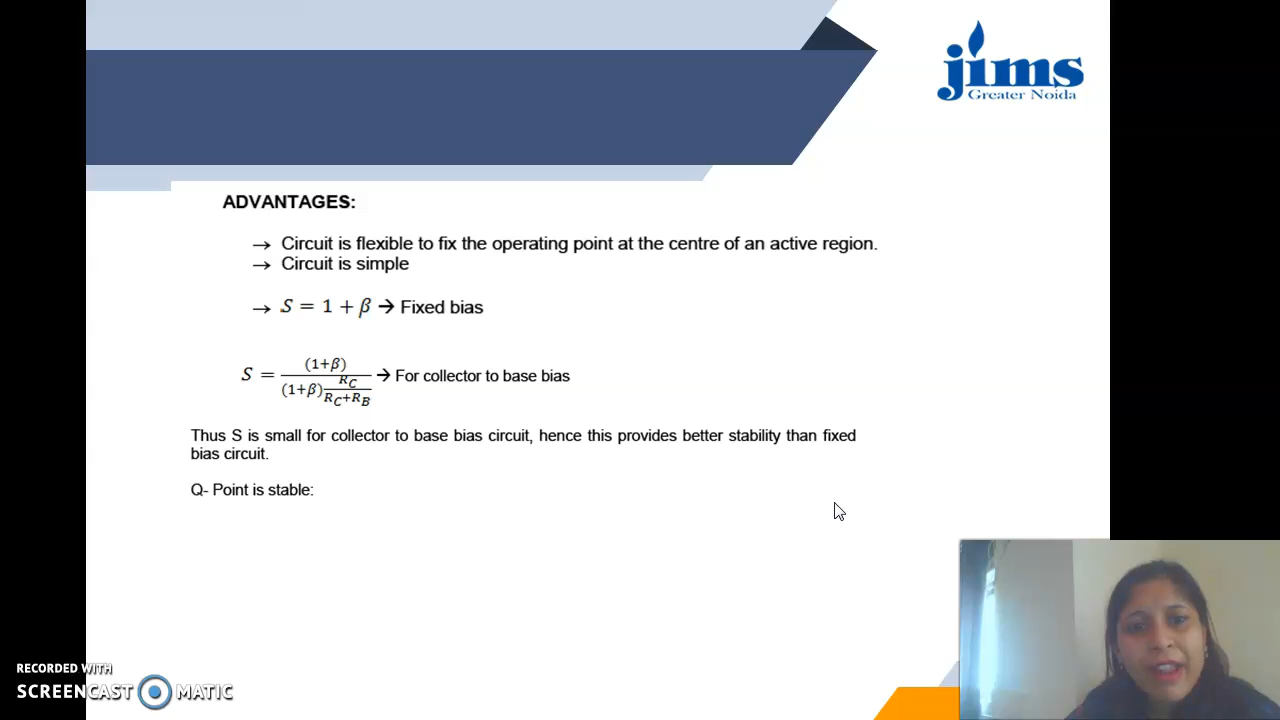 jims
Greater Noida
ADVANTAGES:
→ Circuit is flexible to fix the operating point at the centre of an active region.
→ Circuit is simple
→ S = 1 + β → Fixed bias
S = (1+β) / (1+β) R_C / R_C+R_B → For collector to base bias
Thus S is small for collector to base bias circuit, hence this provides better stability than fixed
bias circuit.
Q- Point is stable:
RECORDED WITH
SCREENCAST MATIC